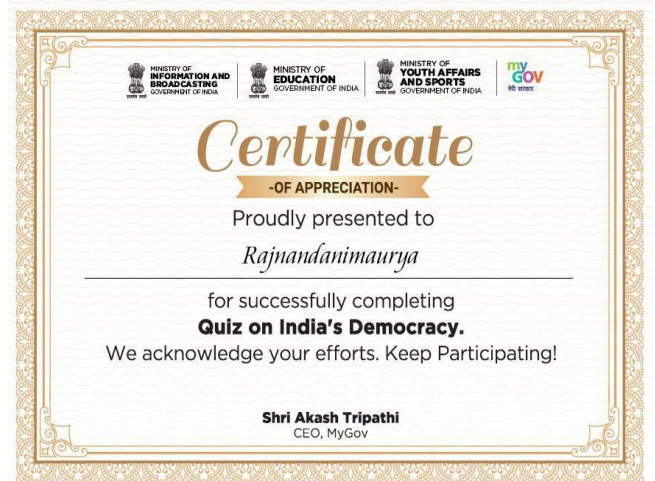 MINISTRY OF
INFORMATION AND
BROADCASTING
GOVERNMENT OF INDIA
MINISTRY OF
EDUCATION
GOVERNMENT OF INDIA
MINISTRY OF
YOUTH AFFAIRS
AND SPORTS
GOVERNMENT OF INDIA
my
GOV
मेरी सरकार
Certificate
-OF APPRECIATION-
Proudly presented to
Rajnandanimaurya
for successfully completing
Quiz on India's Democracy.
We acknowledge your efforts. Keep Participating!
Shri Akash Tripathi
CEO, MyGov